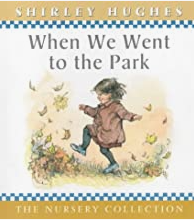 SHIRLEY HUGHES
When We Went
to the Park
THE NURSERY COLLECTION